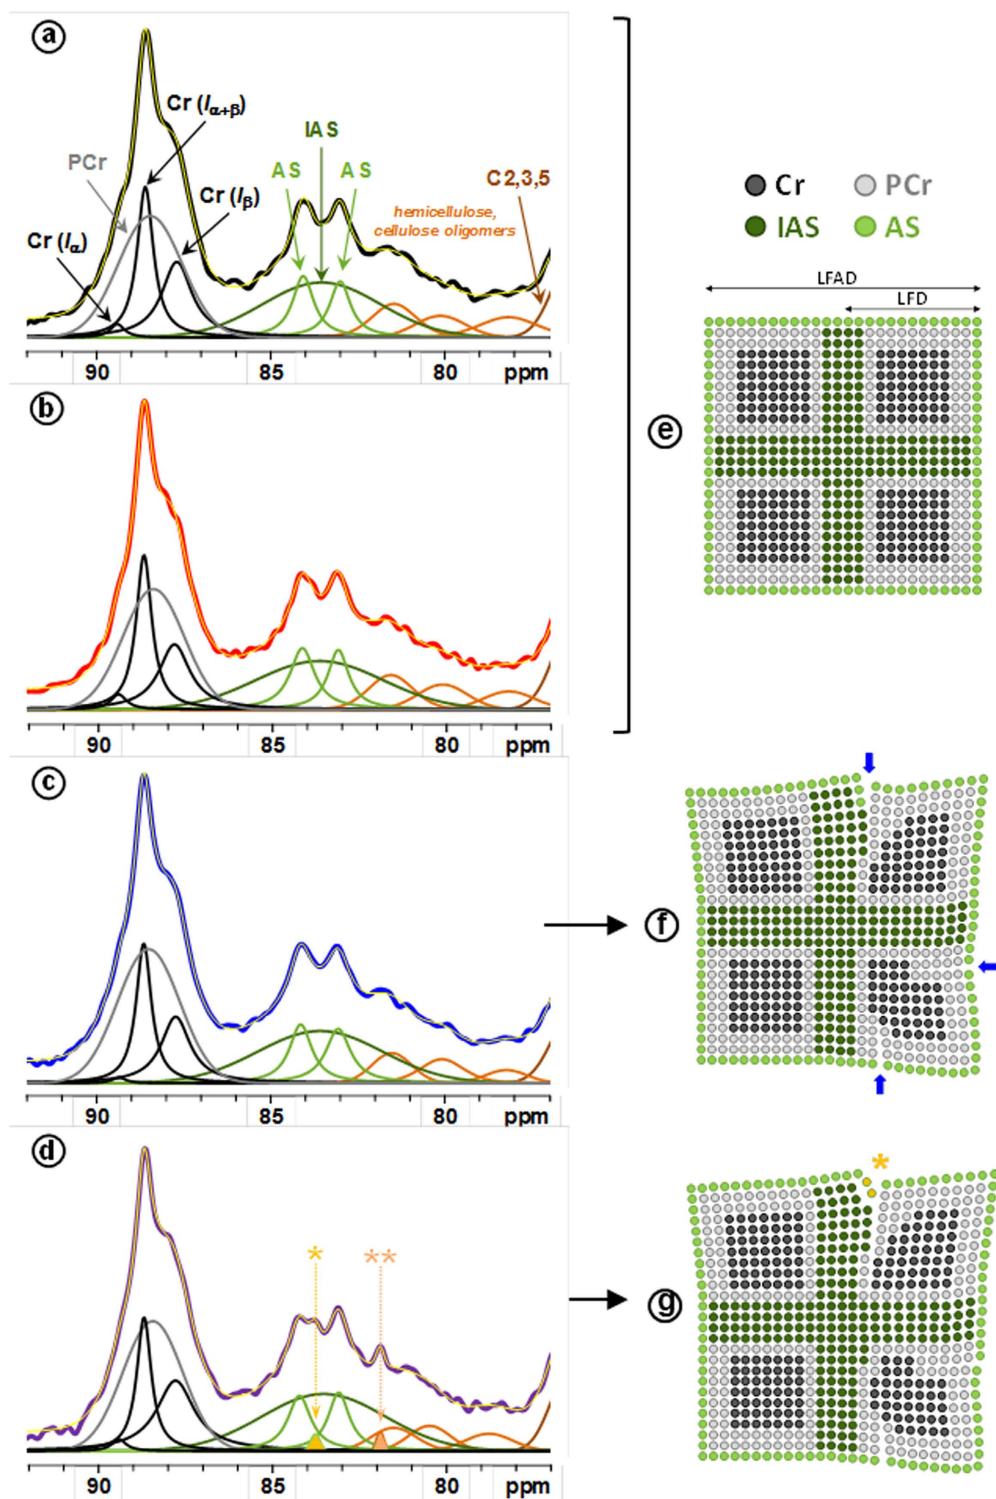 a
Cr (Iα+β)
IAS
PCr
AS
AS
Cr (Iβ)
C2,3,5
hemicellulose,
cellulose oligomers
Cr (Iα)
90 85 80 ppm
b
90 85 80 ppm
c
90 85 80 ppm
d
*
**
90 85 80 ppm
Cr PCr
IAS AS
LFAD
LFD
e
f
*
g